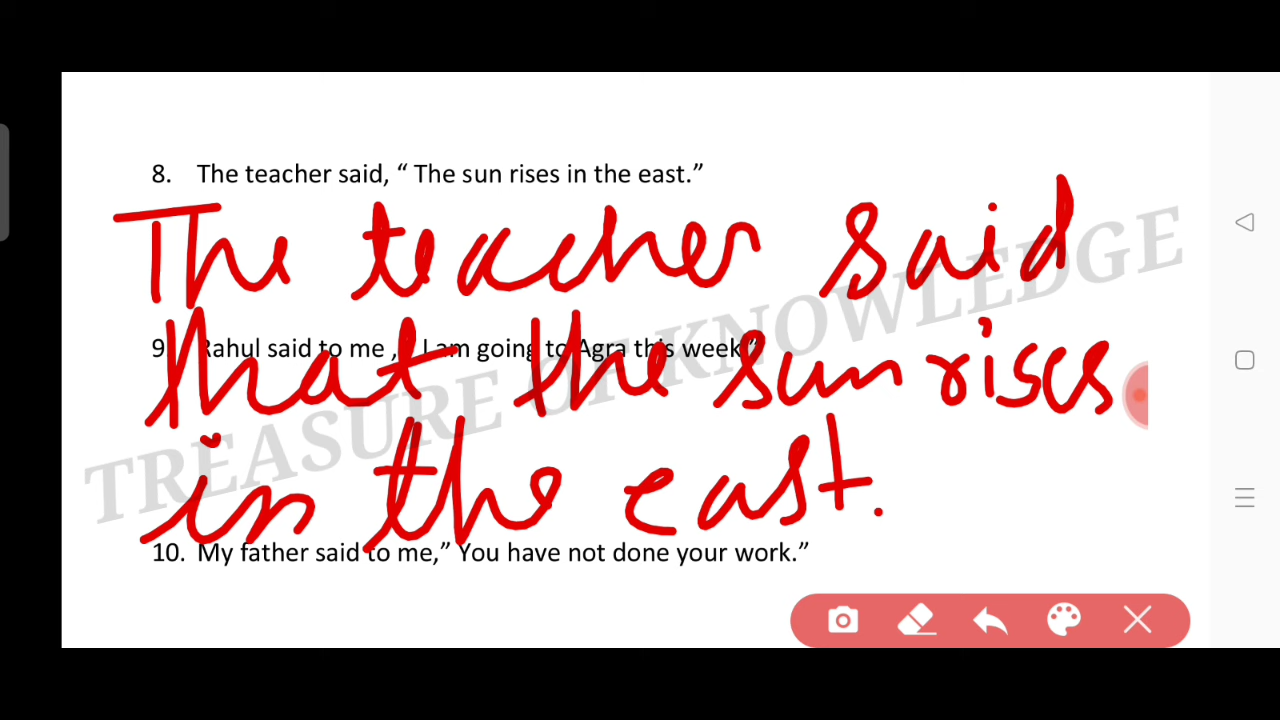 8. The teacher said, “ The sun rises in the east.”
The teacher said
9. Rahul said to me ,“ I am going to Agra this week.”
that the sun rises
TREASURE OF KNOWLEDGE
in the east.
10. My father said to me,” You have not done your work.”